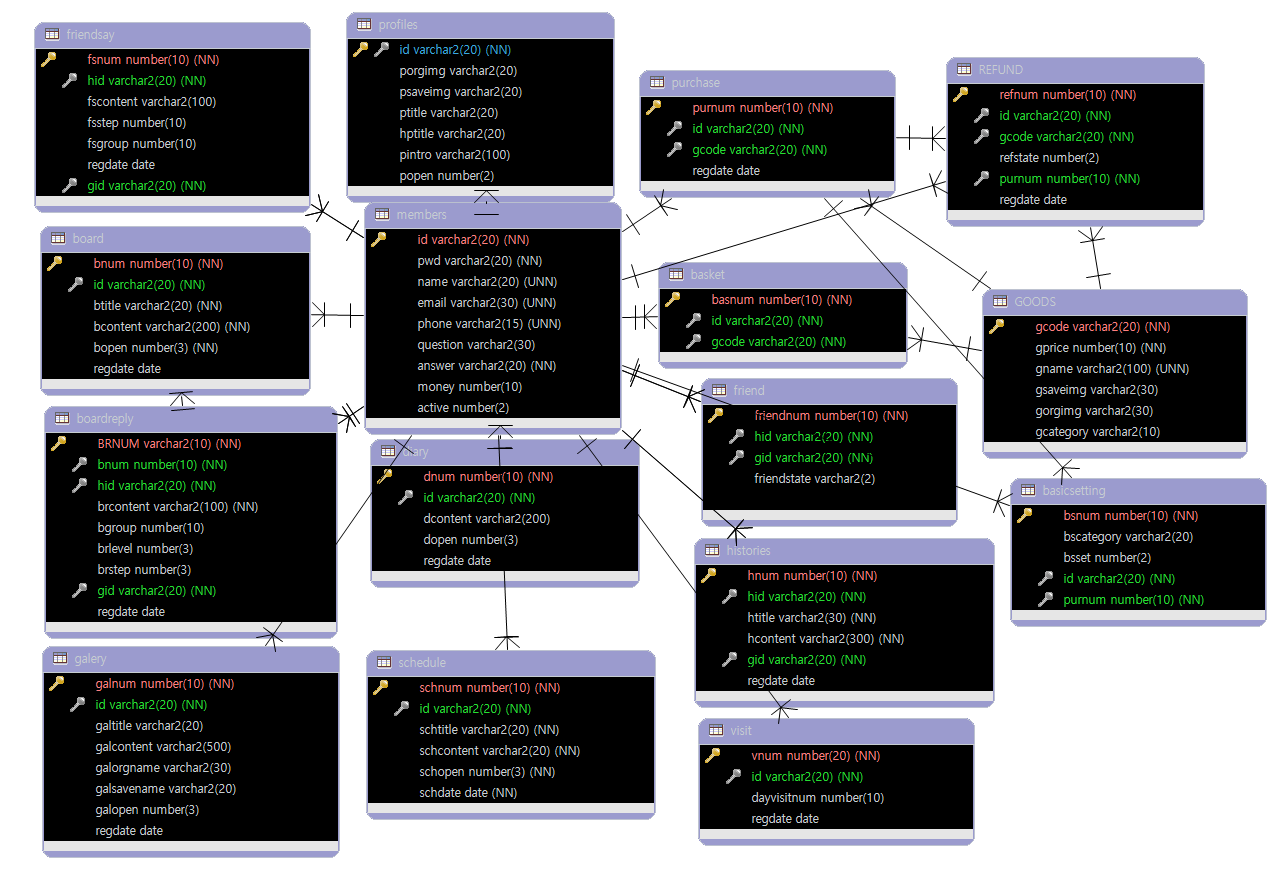 friendsay
fsnum number(10) (NN)
hid varchar2(20) (NN)
fscontent varchar2(100)
fsstep number(10)
fsgroup number(10)
regdate date
gid varchar2(20) (NN)
profiles
id varchar2(20) (NN)
porgimg varchar2(20)
psaveimg varchar2(20)
ptitle varchar2(20)
hptitle varchar2(20)
pintro varchar2(100)
popen number(2)
purchase
purnum number(10) (NN)
id varchar2(20) (NN)
gcode varchar2(20) (NN)
regdate date
REFUND
refnum number(10) (NN)
id varchar2(20) (NN)
gcode varchar2(20) (NN)
refstate number(2)
purnum number(10) (NN)
regdate date
members
id varchar2(20) (NN)
pwd varchar2(20) (NN)
name varchar2(20) (UNN)
email varchar2(30) (UNN)
phone varchar2(15) (UNN)
question varchar2(30)
answer varchar2(20) (NN)
money number(10)
active number(2)
board
bnum number(10) (NN)
id varchar2(20) (NN)
btitle varchar2(20) (NN)
bcontent varchar2(200) (NN)
bopen number(3) (NN)
regdate date
basket
basnum number(10) (NN)
id varchar2(20) (NN)
gcode varchar2(20) (NN)
GOODS
gcode varchar2(20) (NN)
gprice number(10) (NN)
gname varchar2(100) (UNN)
gsaveimg varchar2(30)
gorgimg varchar2(30)
gcategory varchar2(10)
friend
friendnum number(10) (NN)
hid varchar2(20) (NN)
gid varchar2(20) (NN)
friendstate varchar2(2)
boardreply
BRNUM varchar2(10) (NN)
bnum number(10) (NN)
hid varchar2(20) (NN)
brcontent varchar2(100) (NN)
bgroup number(10)
brlevel number(3)
brstep number(3)
gid varchar2(20) (NN)
regdate date
diary
dnum number(10) (NN)
id varchar2(20) (NN)
dcontent varchar2(200)
dopen number(3)
regdate date
basicsetting
bsnum number(10) (NN)
bscategory varchar2(20)
bsset number(2)
id varchar2(20) (NN)
purnum number(10) (NN)
histories
hnum number(10) (NN)
hid varchar2(20) (NN)
htitle varchar2(30) (NN)
hcontent varchar2(300) (NN)
gid varchar2(20) (NN)
regdate date
galery
galnum number(10) (NN)
id varchar2(20) (NN)
galtitle varchar2(20)
galcontent varchar2(500)
galorgname varchar2(30)
galsavename varchar2(20)
galopen number(3)
regdate date
schedule
schnum number(10) (NN)
id varchar2(20) (NN)
schtitle varchar2(20) (NN)
schcontent varchar2(20) (NN)
schopen number(3) (NN)
schdate date (NN)
visit
vnum number(20) (NN)
id varchar2(20) (NN)
dayvisitnum number(10)
regdate date